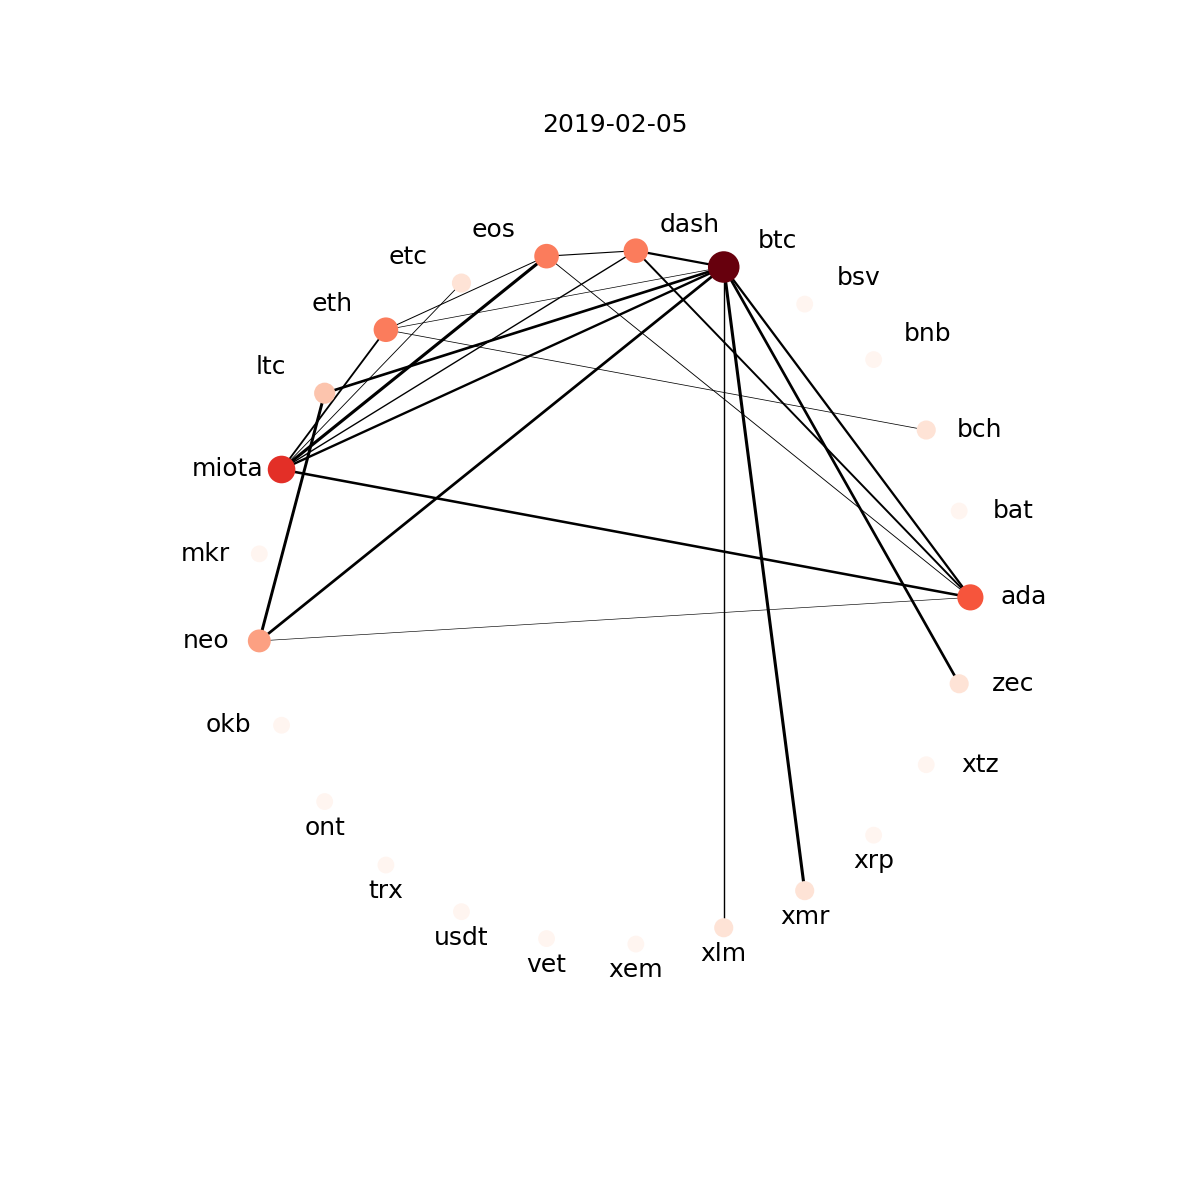 2019-02-05
dash
eos
btc
etc
bsv
eth
bnb
ltc
bch
miota
bat
mkr
ada
neo
zec
okb
xtz
ont
xrp
trx
xmr
usdt
xlm
vet
xem